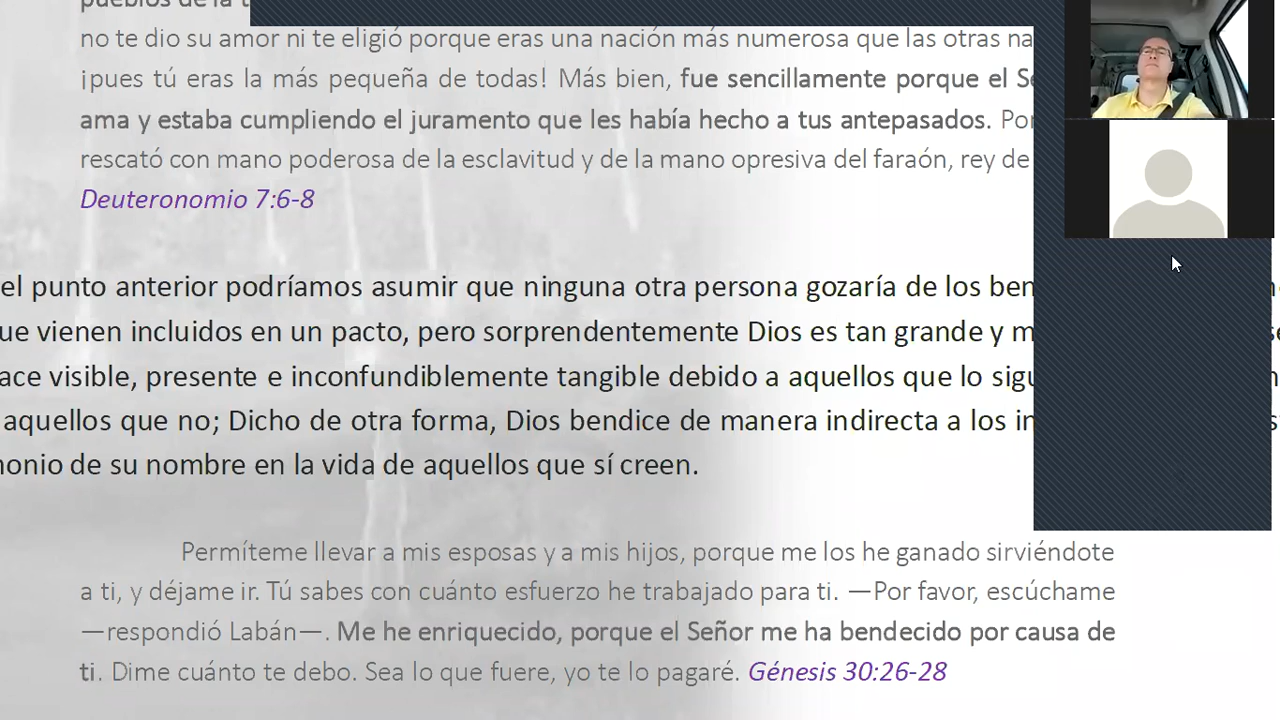 pueblos de la
no te dio su amor ni te eligió porque eras una nación más numerosa que las otras na
¡pues tú eras la más pequeña de todas! Más bien, fue sencillamente porque el
ama y estaba cumpliendo el juramento que les había hecho a tus antepasados. Por
rescató con mano poderosa de la esclavitud y de la mano opresiva del faraón, rey de
Deuteronomio 7:6-8
el punto anterior podríamos asumir que ninguna otra persona gozaría de los ben
ue vienen incluidos en un pacto, pero sorprendentemente Dios es tan grande y m
ace visible, presente e inconfundiblemente tangible debido a aquellos que lo sigu
aquellos que no; Dicho de otra forma, Dios bendice de manera indirecta a los in
monio de su nombre en la vida de aquellos que sí creen.
Permíteme llevar a mis esposas y a mis hijos, porque me los he ganado sirviéndote
a ti, y déjame ir. Tú sabes con cuánto esfuerzo he trabajado para ti. —Por favor, escúchame
—respondió Labán—. Me he enriquecido, porque el Señor me ha bendecido por causa de
ti. Dime cuánto te debo. Sea lo que fuere, yo te lo pagaré. Génesis 30:26-28